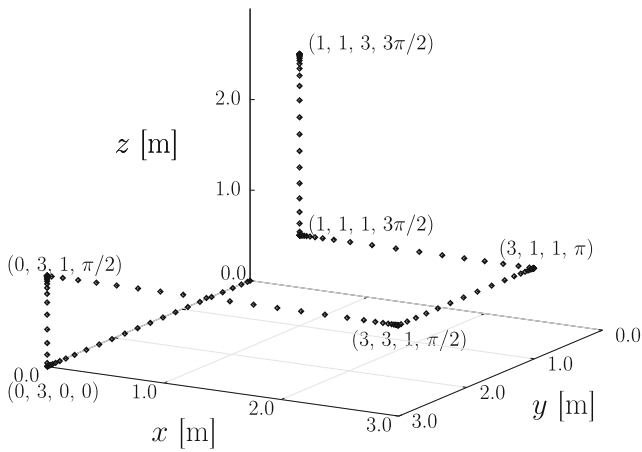 (1, 1, 3, 3π/2)
2.0
z [m]
1.0
(1, 1, 1, 3π/2)
(3, 1, 1, π)
(0, 3, 1, π/2)
0.0
(3, 3, 1, π/2)
0.0
0.0
(0, 3, 0, 0)
1.0
2.0
3.0
3.0
2.0
1.0
x [m]
y [m]